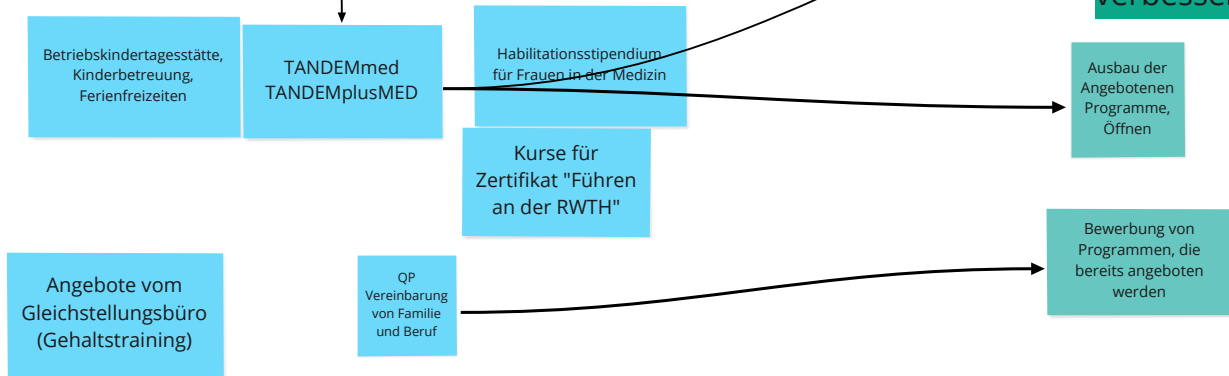 verbesser
Betriebskindertagesstätte,
Kinderbetreuung,
Ferienfreizeiten
TANDEMmed
TANDEMplusMED
Habilitationsstipendium
für Frauen in der Medizin
Ausbau der
Angebotenen
Programme,
Öffnen
Kurse für
Zertifikat "Führen
an der RWTH"
Bewerbung von
Programmen, die
bereits angeboten
werden
Angebote vom
Gleichstellungsbüro
(Gehaltstraining)
QP
Vereinbarung
von Familie
und Beruf